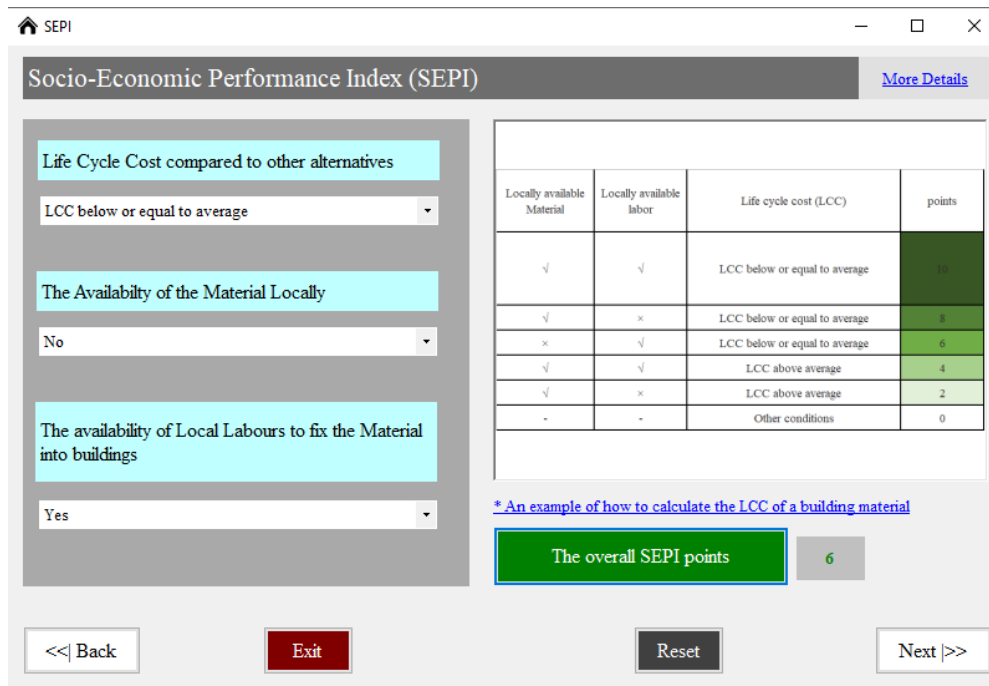 SEPI
Socio-Economic Performance Index (SEPI)
More Details
Life Cycle Cost compared to other alternatives
LCC below or equal to average
The Availabilty of the Material Locally
No
The availability of Local Labours to fix the Material
into buildings
Yes
Locally available Material | Locally available labor | Life cycle cost (LCC) | points
√ √ LCC below or equal to average 10
√ × LCC below or equal to average 8
× √ LCC below or equal to average 6
√ √ LCC above average 4
√ × LCC above average 2
- - Other conditions 0
* An example of how to calculate the LCC of a building material
The overall SEPI points 6
<<| Back
Exit
Reset
Next |>>